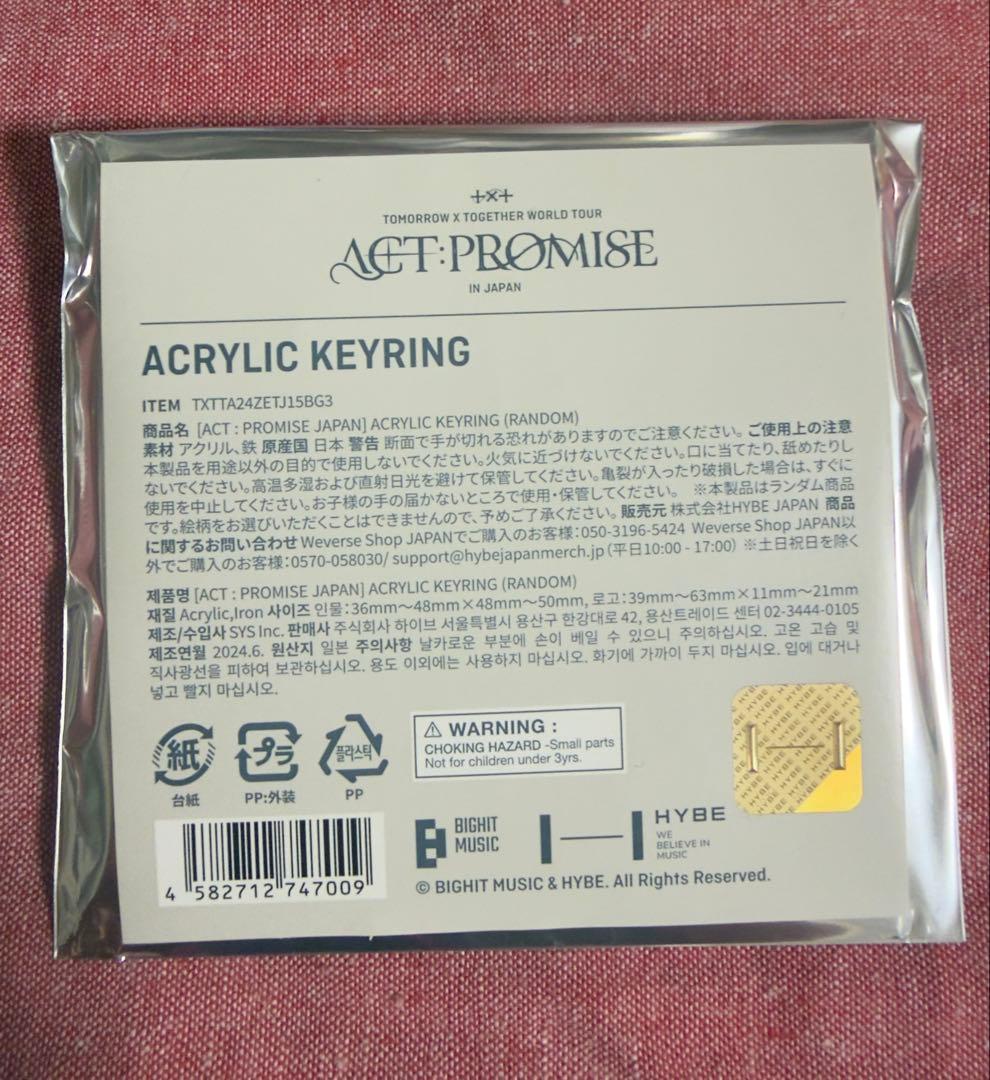 TOMORROW X TOGETHER WORLD TOUR
ACT:PROMISE
IN JAPAN
ACRYLIC KEYRING
ITEM TXTTA24ZETJ15BG3
商品名 [ACT : PROMISE JAPAN] ACRYLIC KEYRING (RANDOM)
素材 アクリル、鉄 原産国 日本 警告 断面で手が切れる恐れがありますのでご注意ください。 ご使用上の注意
本製品を用途以外の目的で使用しないでください。火気に近づけないでください。口に当てたり、舐めたりし
ないでください。高温多湿および直射日光を避けて保管してください。亀裂が入ったり破損した場合は、すぐに
使用を中止してください。お子様の手の届かないところで使用・保管してください。 ※本製品はランダム商品
です。絵柄をお選びいただくことはできませんので、予めご了承ください。 販売元 株式会社HYBE JAPAN 商品
に関するお問い合わせ Weverse Shop JAPANでご購入のお客様：050-3196-5424 Weverse Shop JAPAN以
外でご購入のお客様：0570-058030/ support@hybejapanmerch.jp (平日10:00 - 17:00) ※土日祝日を除く
제품명 [ACT : PROMISE JAPAN] ACRYLIC KEYRING (RANDOM)
재질 Acrylic,Iron 사이즈 인물：36mm～48mm×48mm～50mm, 로고：39mm～63mm×11mm～21mm
제조/수입사 SYS Inc. 판매사 주식회사 하이브 서울특별시 용산구 한강대로 42, 용산트레이드 센터 02-3444-0105
제조연월 2024.6. 원산지 일본 주의사항 날카로운 부분에 손이 베일 수 있으니 주의하십시오. 고온 고습 및
직사광선을 피하여 보관하십시오. 용도 이외에는 사용하지 마십시오. 화기에 가까이 두지 마십시오. 입에 대거나
넣고 빨지 마십시오.
紙
台紙
プラ
PP:外装
플라스틱
PP
⚠ WARNING :
CHOKING HAZARD -Small parts
Not for children under 3yrs.
HYBE HYBE HYBE
4 582712 747009
BIGHIT
MUSIC
HYBE
WE
BELIEVE IN
MUSIC
© BIGHIT MUSIC & HYBE. All Rights Reserved.